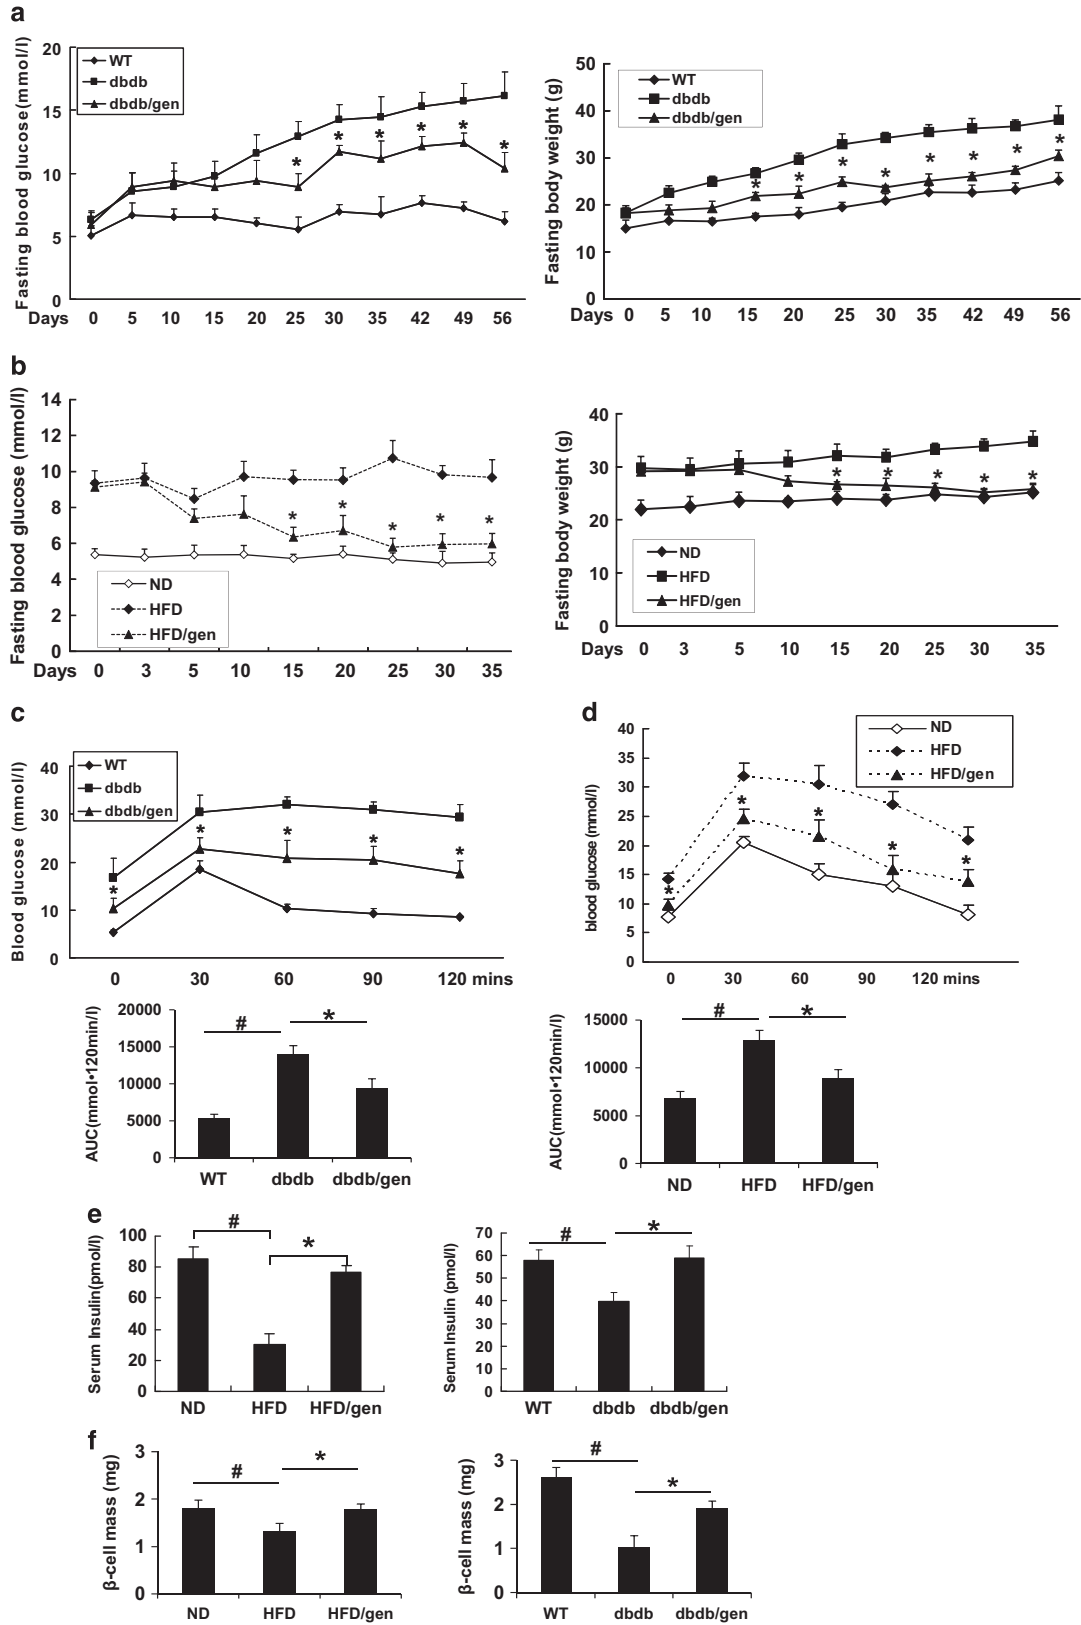 a
Fasting blood glucose(mmol/l)
20
15
10
5
0
WT
dbdb
dbdb/gen
* * * * * *
Days 0 5 10 15 20 25 30 35 42 49 56
Fasting body weight (g)
50
40
30
20
10
0
WT
dbdb
dbdb/gen
* * * * * * * * *
Days 0 5 10 15 20 25 30 35 42 49 56
b
Fasting blood glucose (mmol/l)
14
12
10
8
6
4
2
0
* * * * *
ND
HFD
HFD/gen
Days 0 3 5 10 15 20 25 30 35
Fasting body weight (g)
40
30
20
10
0
* * * * *
ND
HFD
HFD/gen
Days 0 3 5 10 15 20 25 30 35
c
Blood glucose (mmol/l)
40
30
20
10
0
WT
dbdb
dbdb/gen
* * * * *
0 30 60 90 120 mins
AUC(mmol•120min/l)
20000
15000
10000
5000
0
# *
WT dbdb dbdb/gen
d
blood glucose (mmol/l)
40
35
30
25
20
15
10
5
0
ND
HFD
HFD/gen
* * * * *
0 30 60 90 120 mins
AUC(mmol•120min/l)
15000
10000
5000
0
# *
ND HFD HFD/gen
e
Serum Insulin(pmol/l)
100
80
60
40
20
0
# *
ND HFD HFD/gen
Serum Insulin (pmol/l)
70
60
50
40
30
20
10
0
# *
WT dbdb dbdb/gen
f
β-cell mass (mg)
3
2
1
0
# *
ND HFD HFD/gen
β-cell mass (mg)
3
2
1
0
# *
WT dbdb dbdb/gen